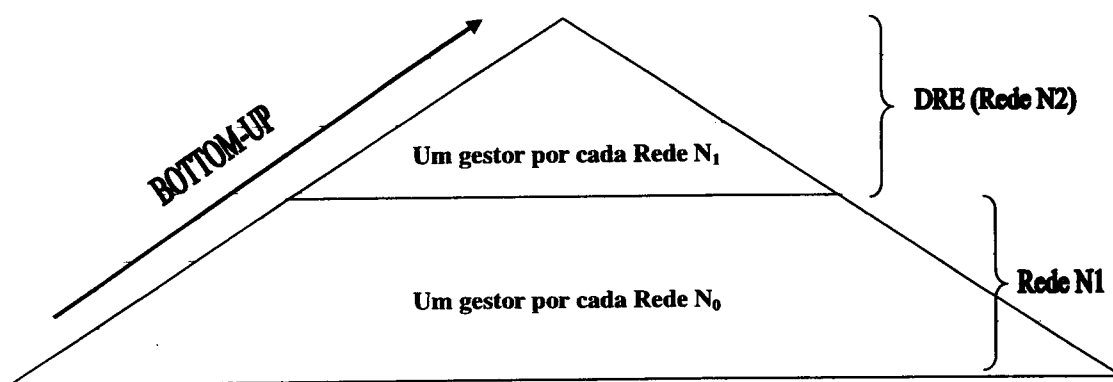 BOTTOM-UP
DRE (Rede N2)
Um gestor por cada Rede N₁
Rede N1
Um gestor por cada Rede N₀